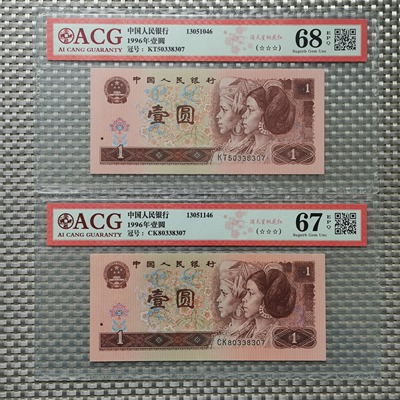 ACG
AI CANG GUARANTY
中国人民银行 13051046
1996年壹圆
冠号: KT50338307
(☆☆☆)
68 EPQ
Superb Gem Unc
中国人民银行
壹圆
1
KT50338307
1
1
ACG
AI CANG GUARANTY
中国人民银行 13051146
1996年壹圆
冠号: CK80338307
(☆☆☆)
67 EPQ
Superb Gem Unc
中国人民银行
壹圆
1
CK80338307
1
1